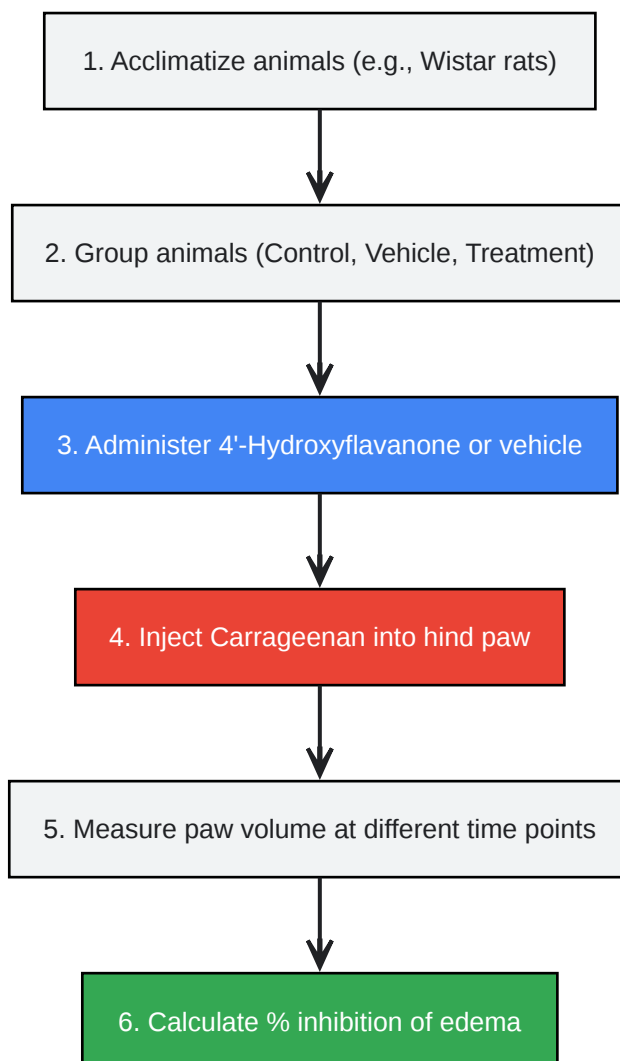 1. Acclimatize animals (e.g., Wistar rats)
2. Group animals (Control, Vehicle, Treatment)
3. Administer 4'-Hydroxyflavanone or vehicle
4. Inject Carrageenan into hind paw
5. Measure paw volume at different time points
6. Calculate % inhibition of edema